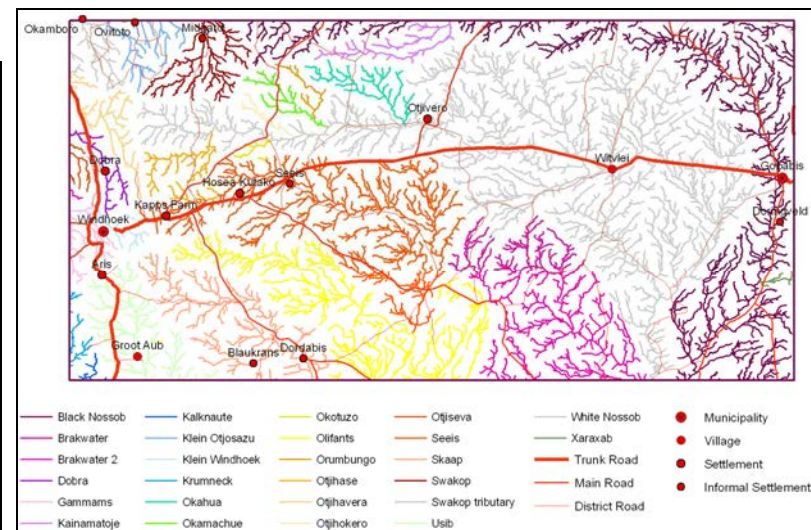 Okamboro
Ovitoto
Midgard
Otjivero
Dobra
Witvlei
Gobabis
Seeis
Hosea Kutako
Kapps Farm
Windhoek
Aris
Groot Aub
Blaukrans
Dordabis
Black Nossob
Brakwater
Brakwater 2
Dobra
Gammams
Kainamatoje
Kalknaute
Klein Otjosazu
Klein Windhoek
Krumneck
Okahua
Okamachue
Okotuzo
Olifants
Orumbungo
Otjihase
Otjihavera
Otjihokero
Otjiseva
Seeis
Skaap
Swakop
Swakop tributary
Usib
White Nossob
Xaraxab
Trunk Road
Main Road
District Road
Municipality
Village
Settlement
Informal Settlement